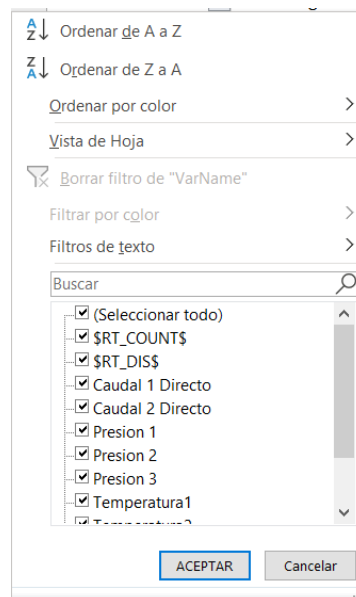 Ordenar de A a Z
Ordenar de Z a A
Ordenar por color
Vista de Hoja
Borrar filtro de "VarName"
Filtrar por color
Filtros de texto
Buscar
(Seleccionar todo)
$RT_COUNT$
$RT_DIS$
Caudal 1 Directo
Caudal 2 Directo
Presion 1
Presion 2
Presion 3
Temperatura1
Temperatura2
ACEPTAR
Cancelar